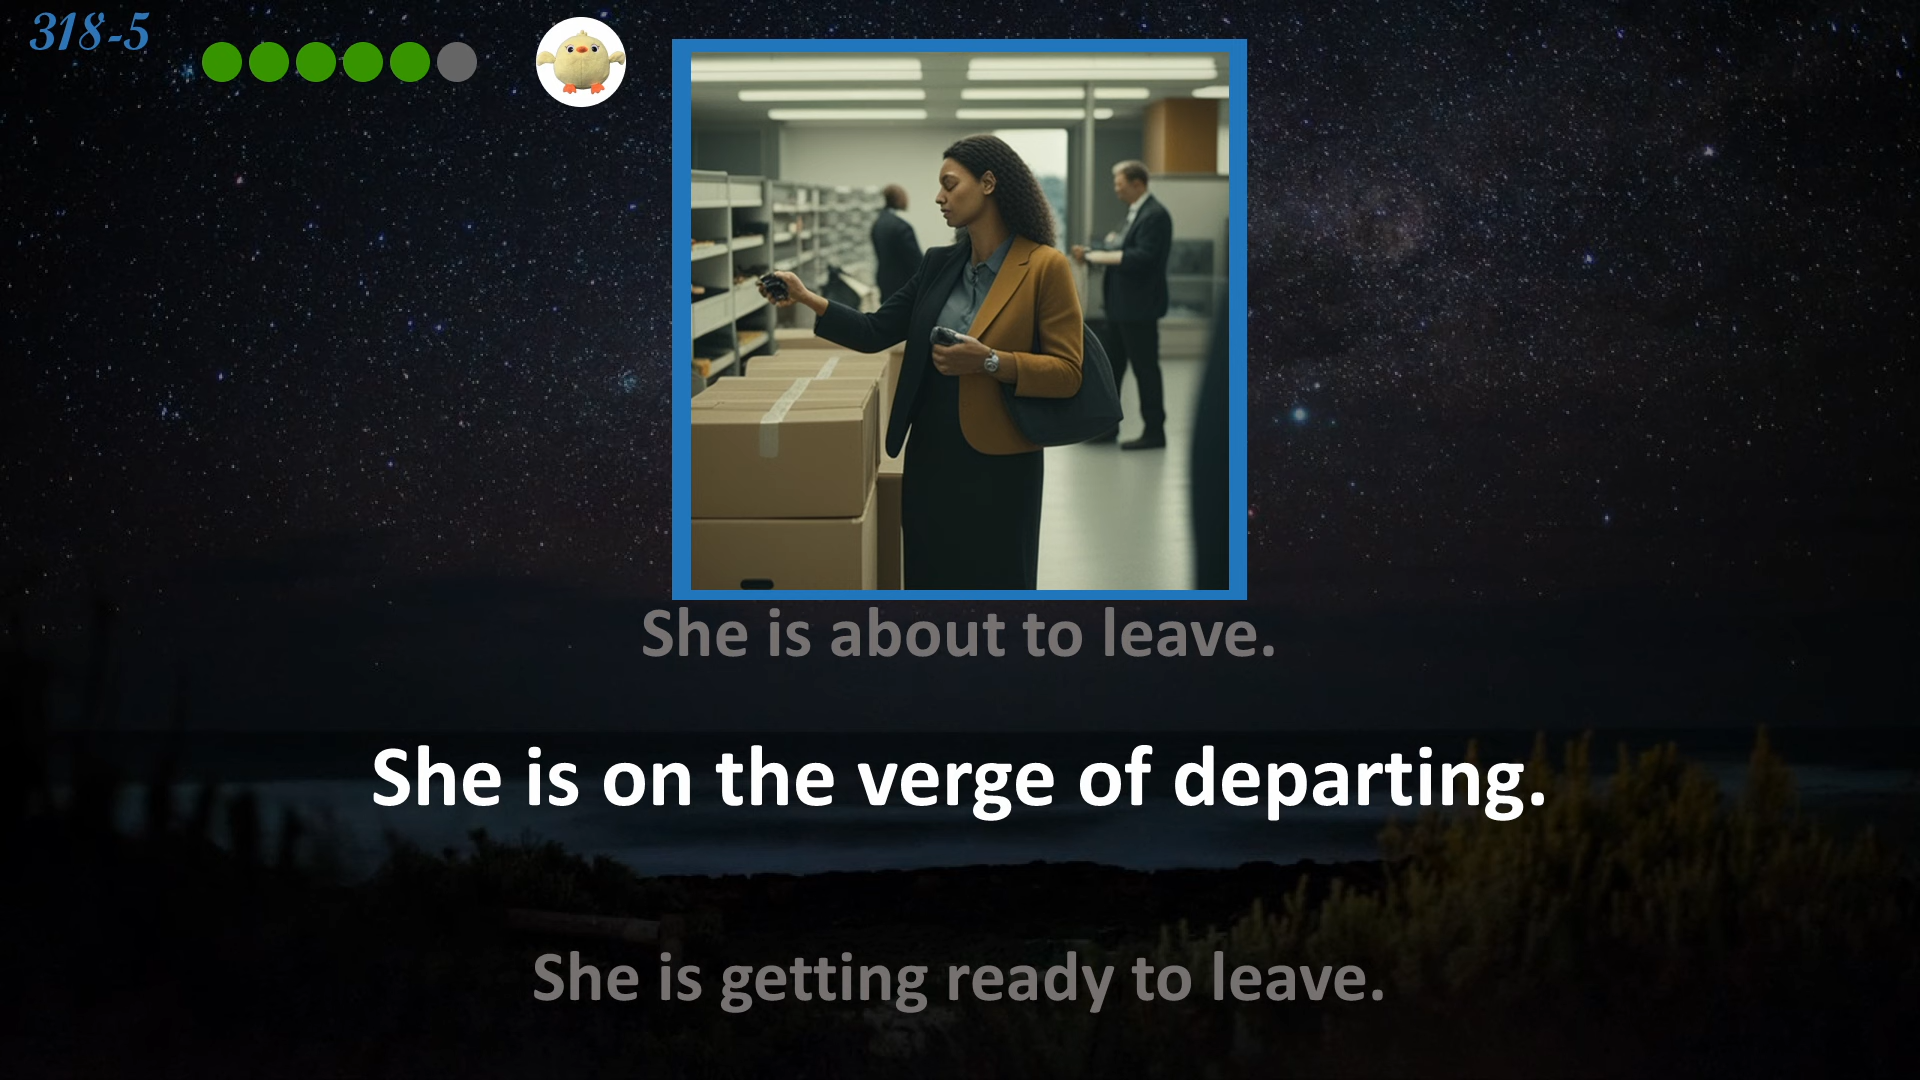 318-5
She is about to leave.
She is on the verge of departing.
She is getting ready to leave.